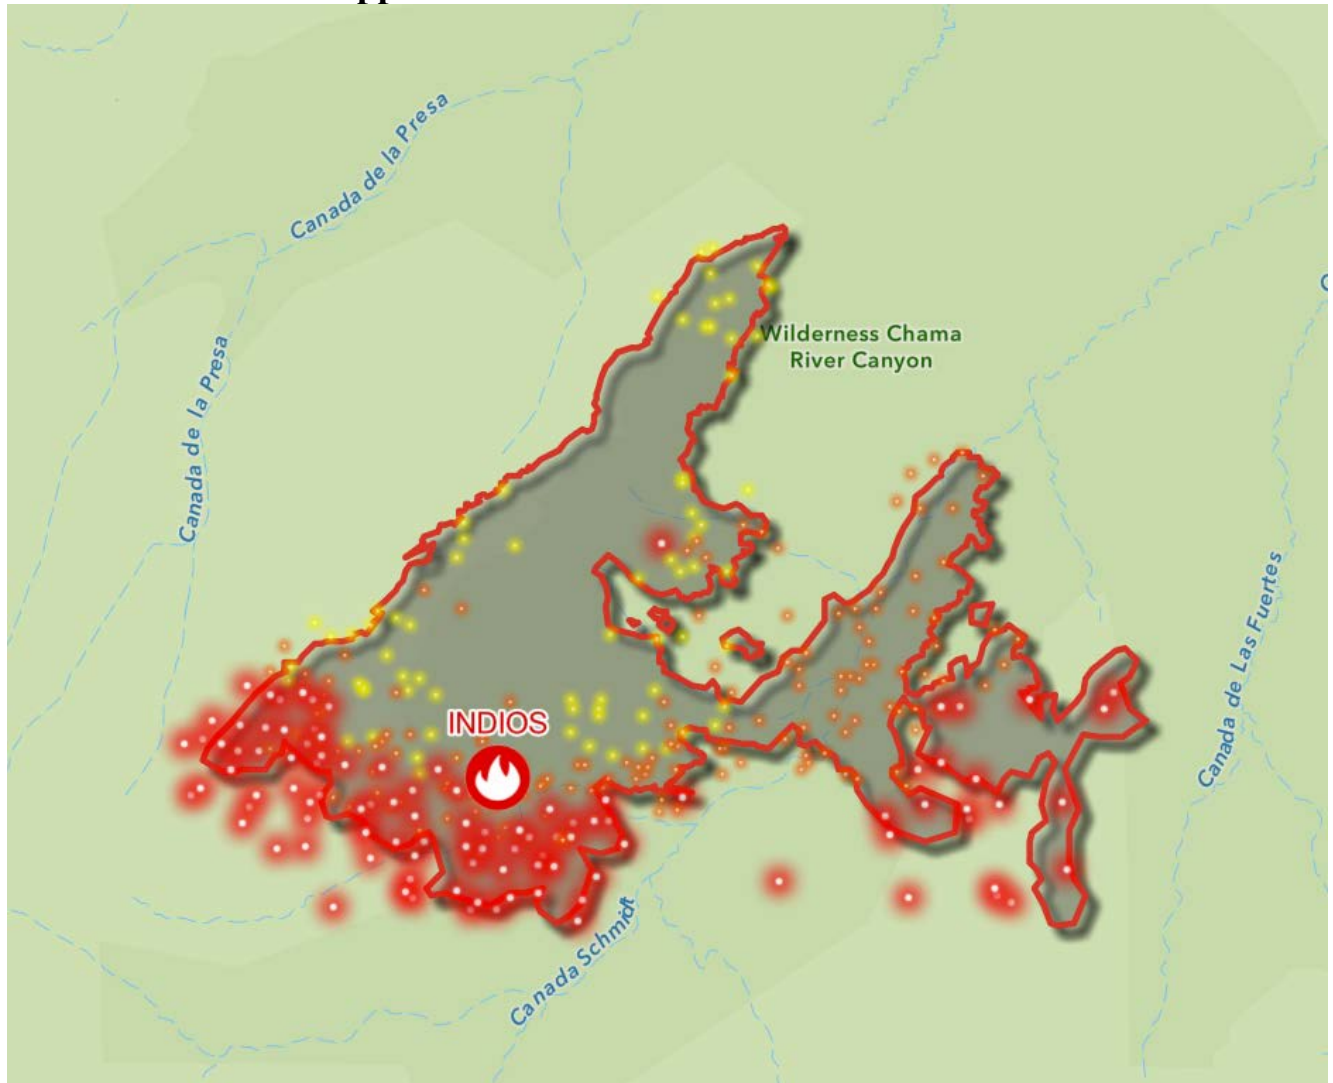 Canada de la Presa
Wilderness Chama
River Canyon
Canada de la Presa
Canada de Las Fuertes
INDIOS
Canada Schmidt